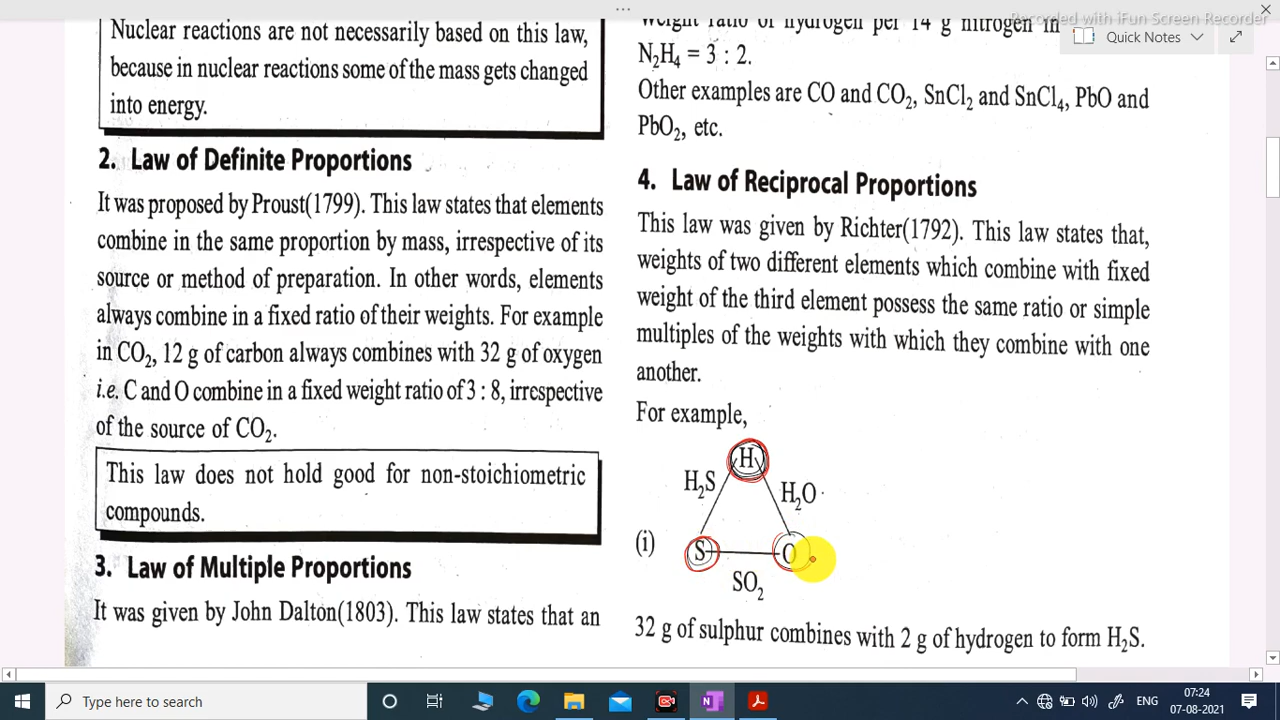 Recorded with iFun Screen Recorder
Quick Notes
Nuclear reactions are not necessarily based on this law,
because in nuclear reactions some of the mass gets changed
into energy.
2. Law of Definite Proportions
It was proposed by Proust(1799). This law states that elements
combine in the same proportion by mass, irrespective of its
source or method of preparation. In other words, elements
always combine in a fixed ratio of their weights. For example
in CO₂, 12 g of carbon always combines with 32 g of oxygen
i.e. C and O combine in a fixed weight ratio of 3 : 8, irrespective
of the source of CO₂.
This law does not hold good for non-stoichiometric
compounds.
3. Law of Multiple Proportions
It was given by John Dalton(1803). This law states that an
Weight ratio of hydrogen per 14 g nitrogen in
N₂H₄ = 3 : 2.
Other examples are CO and CO₂, SnCl₂ and SnCl₄, PbO and
PbO₂, etc.
4. Law of Reciprocal Proportions
This law was given by Richter(1792). This law states that,
weights of two different elements which combine with fixed
weight of the third element possess the same ratio or simple
multiples of the weights with which they combine with one
another.
For example,
H
H₂S
H₂O
(i)
S
O
SO₂
32 g of sulphur combines with 2 g of hydrogen to form H₂S.
Type here to search
ENG
07:24
07-08-2021